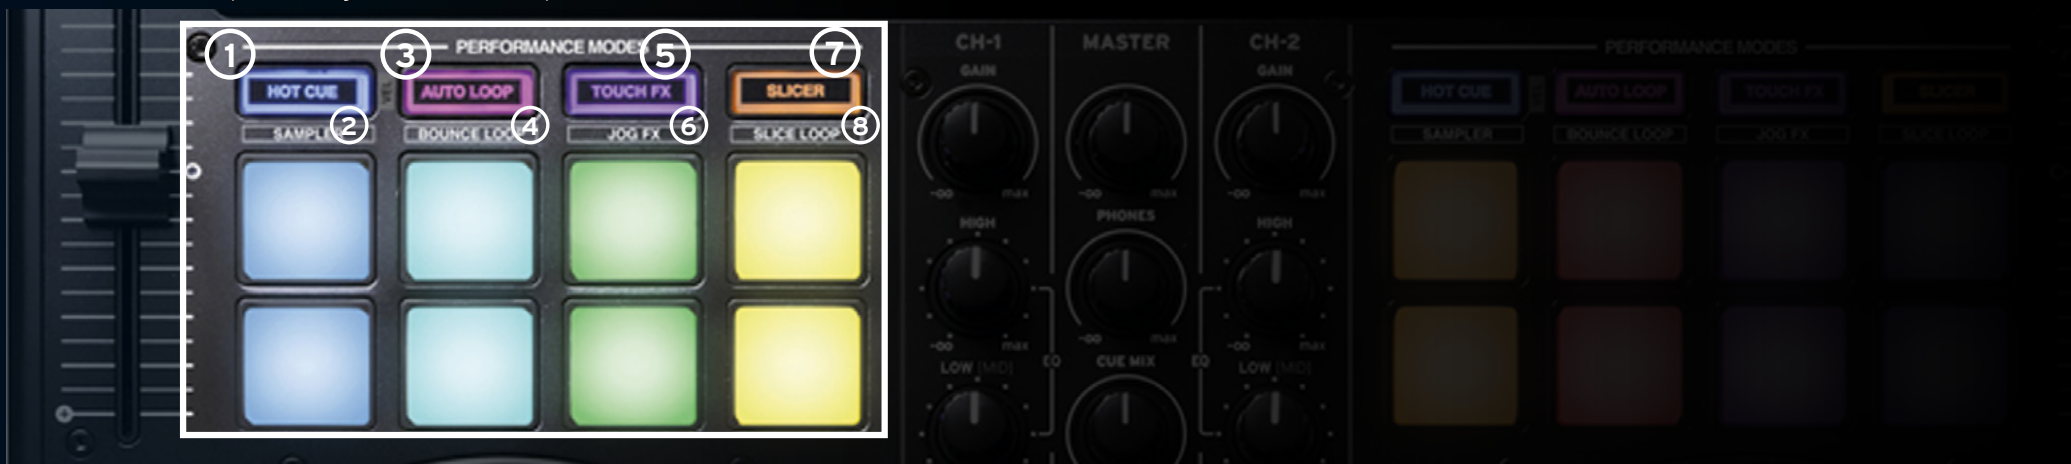 PERFORMANCE MODES
1 3 5 7
HOT CUE AUTO LOOP TOUCH FX SLICER
2 4 6 8
SAMPLER BOUNCE LOOP JOG FX SLICE LOOP
CH-1 MASTER CH-2
GAIN GAIN
-∞ max -∞ max -∞ max
HIGH PHONES HIGH
-∞ max -∞ max -∞ max
LOW [MID] EQ CUE MIX EQ LOW [MID]
PERFORMANCE MODES
HOT CUE AUTO LOOP TOUCH FX SLICER
SAMPLER BOUNCE LOOP JOG FX SLICE LOOP